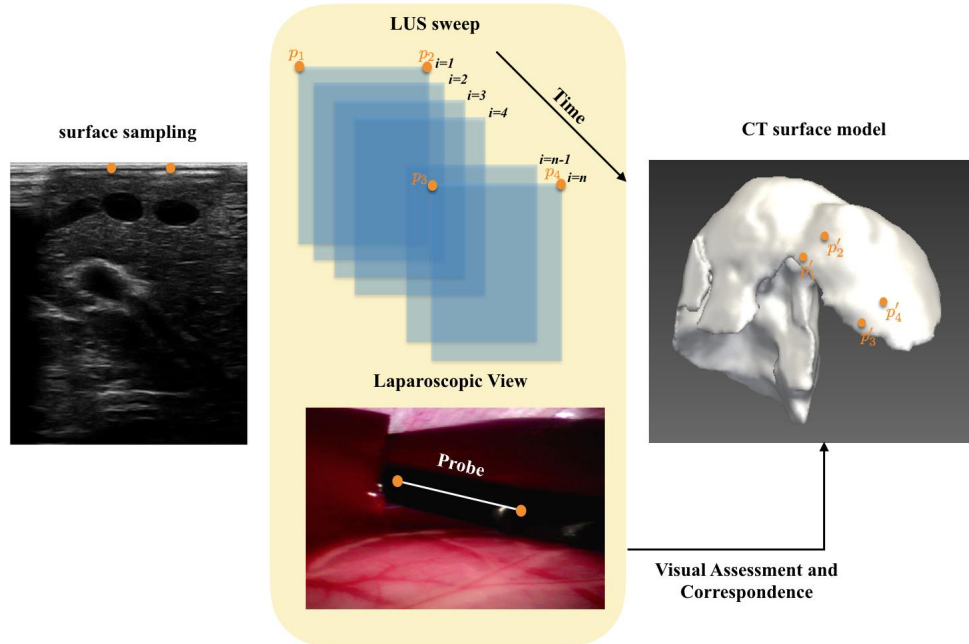 LUS sweep
p₁
p₂
i=1
i=2
i=3
i=4
Time
p₃
i=n-1
p₄
i=n
surface sampling
CT surface model
p′₂
p′₁
p′₄
p′₃
Laparoscopic View
Probe
Visual Assessment and
Correspondence